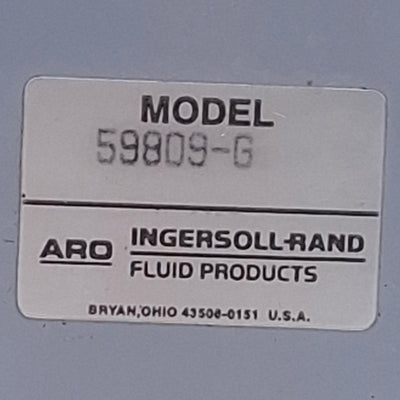 MODEL
59809-G
ARO INGERSOLL-RAND
FLUID PRODUCTS
BRYAN, OHIO 43506-0151 U.S.A.